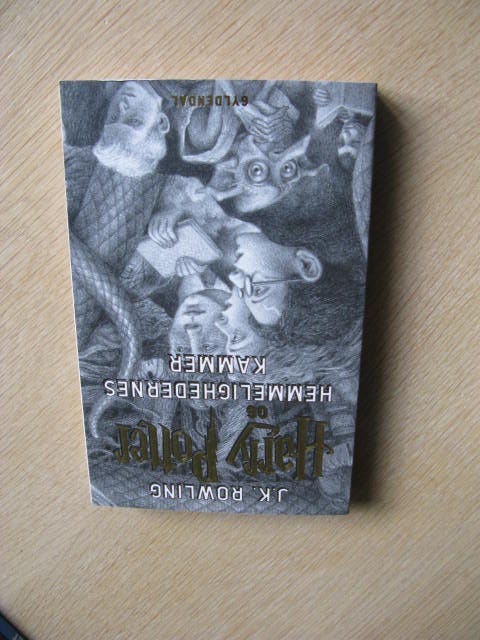 J.K. ROWLING
Harry Potter
OG
HEMMELIGHEDERNES
KAMMER
GYLDENDAL